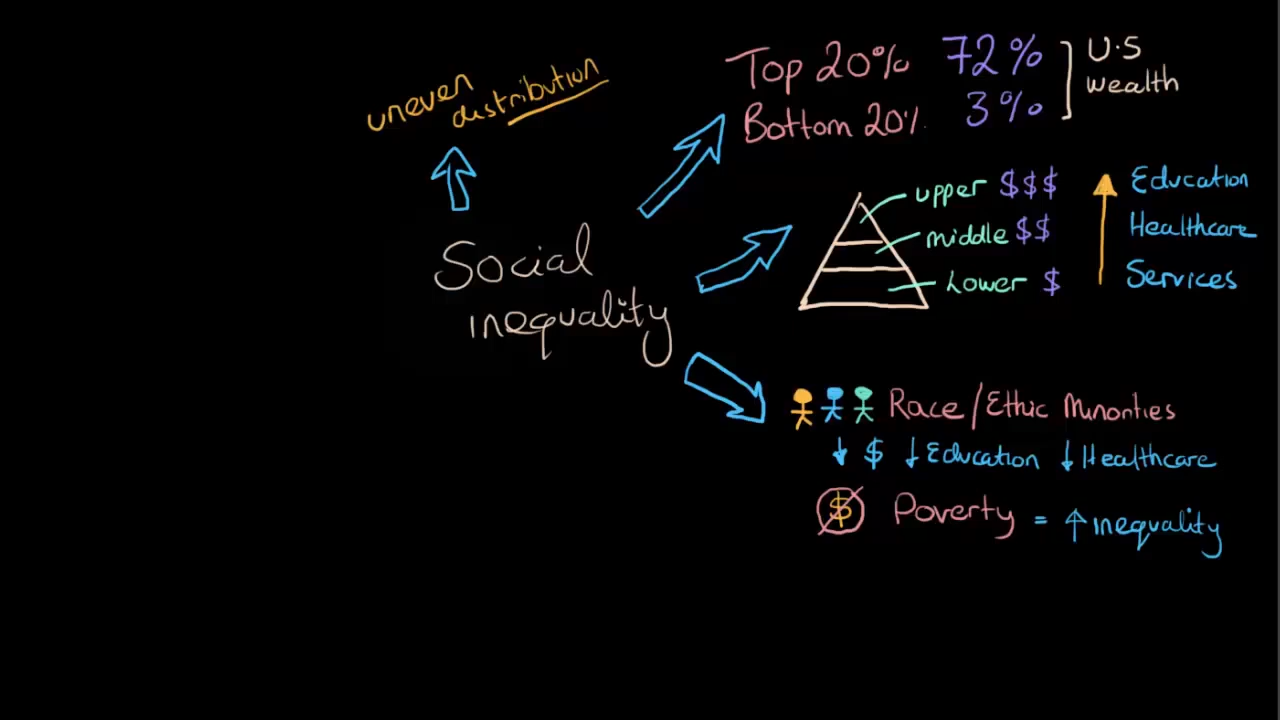 uneven
distribution
Social
inequality
Top 20% 72%
Bottom 20% 3%
U.S
wealth
upper $$$
middle $$
Lower $
Education
Healthcare
Services
Race/Ethic Minorities
↓ $ ↓ Education ↓ Healthcare
$ Poverty = ↑ inequality